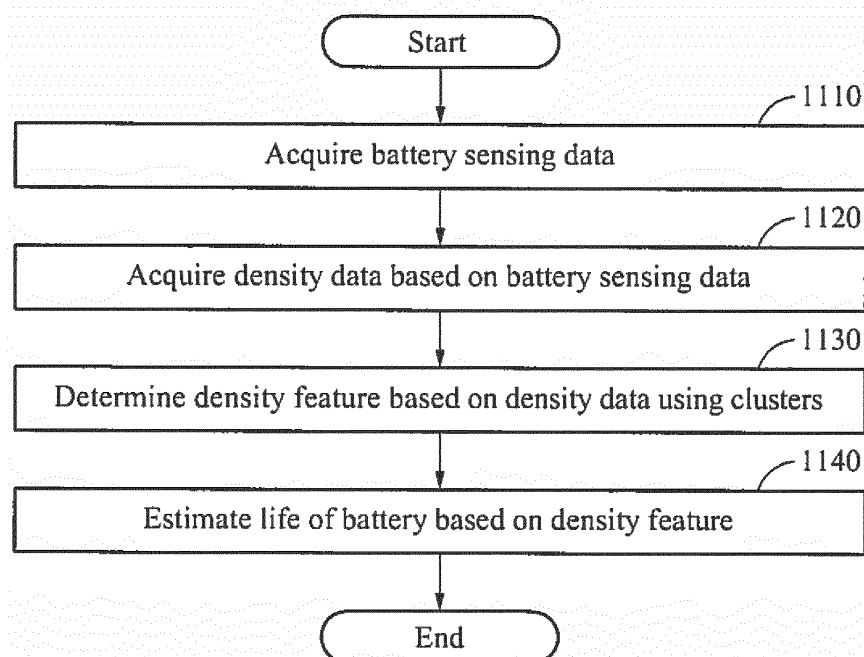 Start
1110
Acquire battery sensing data
1120
Acquire density data based on battery sensing data
1130
Determine density feature based on density data using clusters
1140
Estimate life of battery based on density feature
End